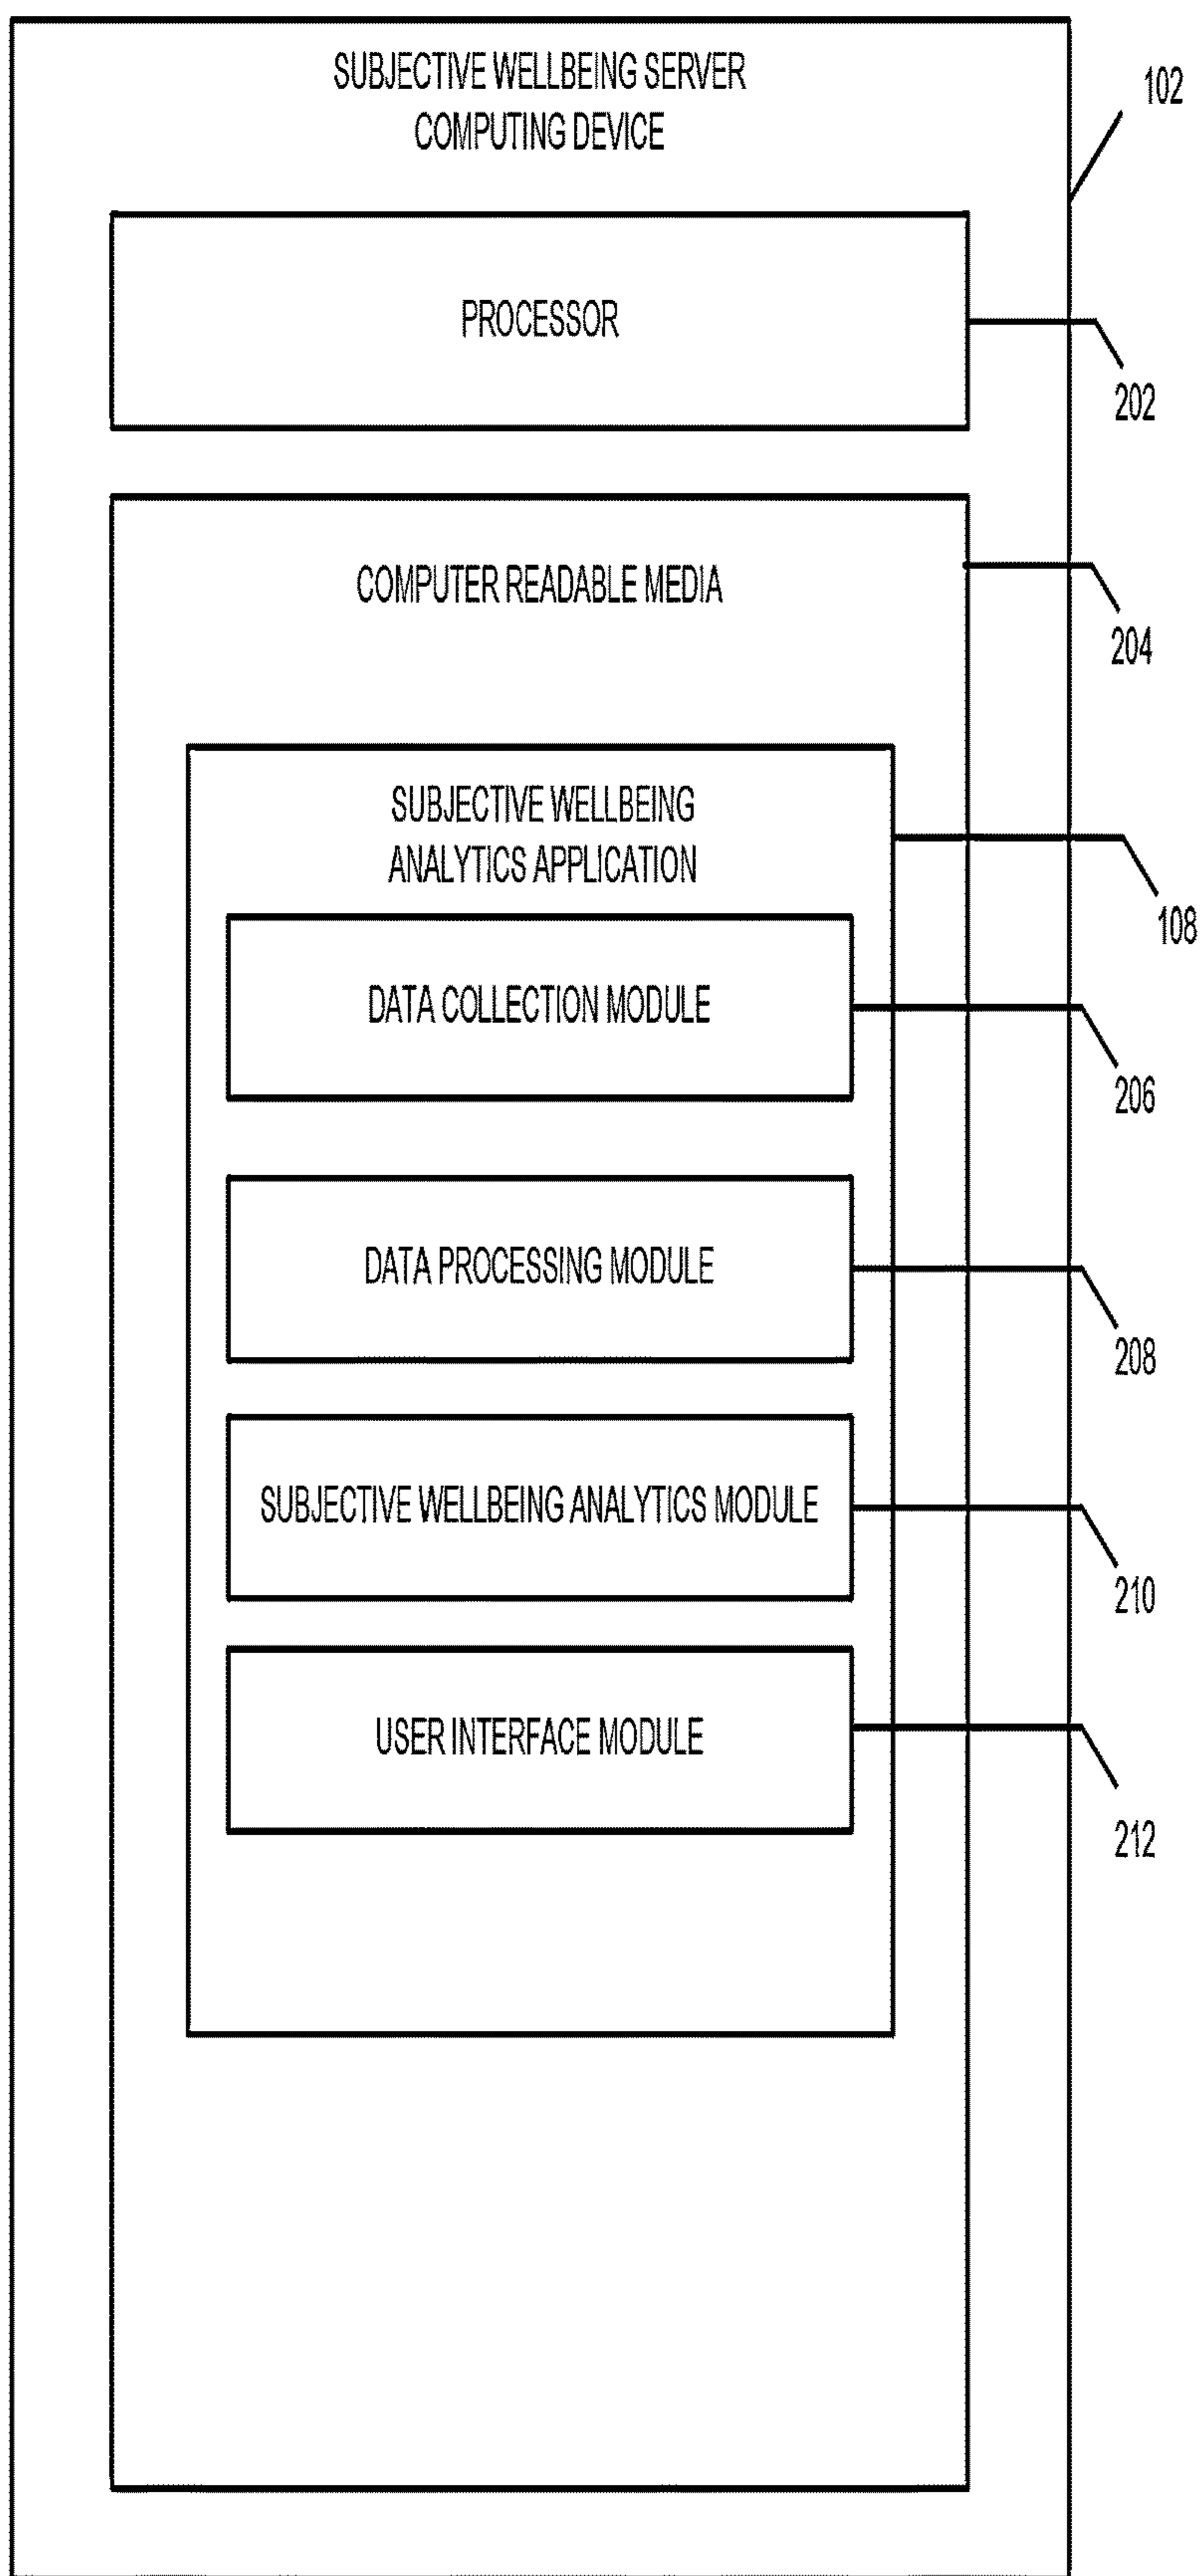 SUBJECTIVE WELLBEING SERVER
COMPUTING DEVICE
102
PROCESSOR
202
COMPUTER READABLE MEDIA
204
SUBJECTIVE WELLBEING
ANALYTICS APPLICATION
108
DATA COLLECTION MODULE
206
DATA PROCESSING MODULE
208
SUBJECTIVE WELLBEING ANALYTICS MODULE
210
USER INTERFACE MODULE
212